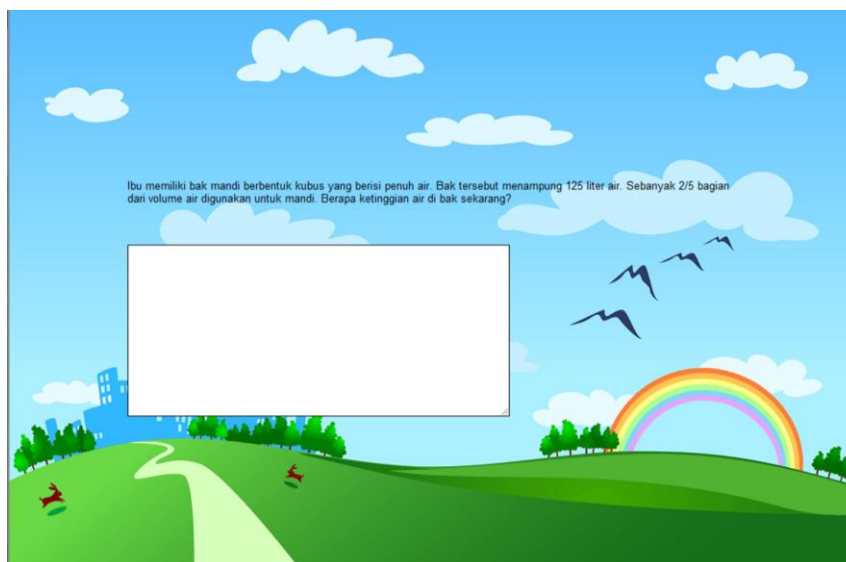 Ibu memiliki bak mandi berbentuk kubus yang berisi penuh air. Bak tersebut menampung 125 liter air. Sebanyak 2/5 bagian
dari volume air digunakan untuk mandi. Berapa ketinggian air di bak sekarang?